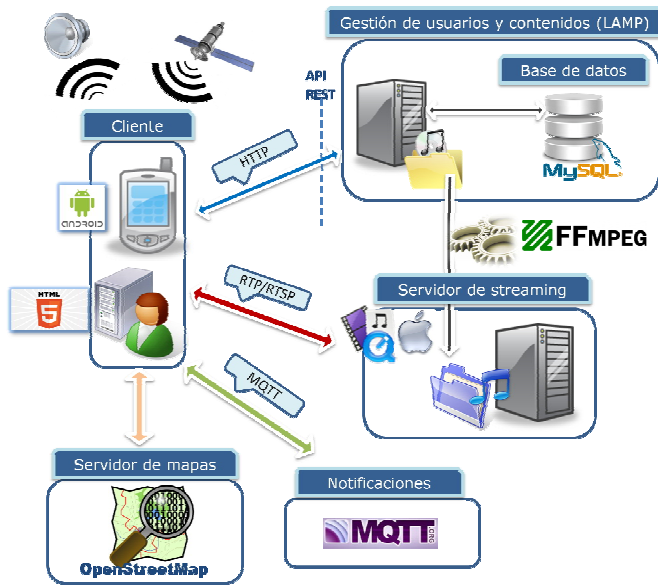 Gestión de usuarios y contenidos (LAMP)
API
REST
Base de datos
Cliente
HTTP
MySQL
ANDROID
FFMPEG
HTML
5
RTP/RTSP
Servidor de streaming
MQTT
Servidor de mapas
Notificaciones
OpenStreetMap
MQTT.ORG